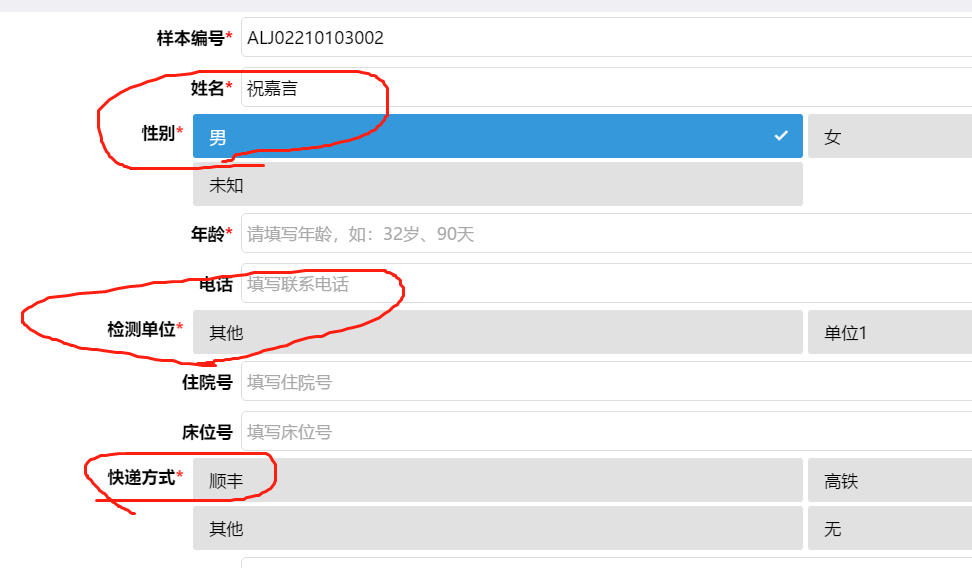 样本编号* ALJ02210103002
姓名* 祝嘉言
性别* 男 女
未知
年龄* 请填写年龄，如：32岁、90天
电话 填写联系电话
检测单位* 其他 单位1
住院号 填写住院号
床位号 填写床位号
快递方式* 顺丰 高铁
其他 无